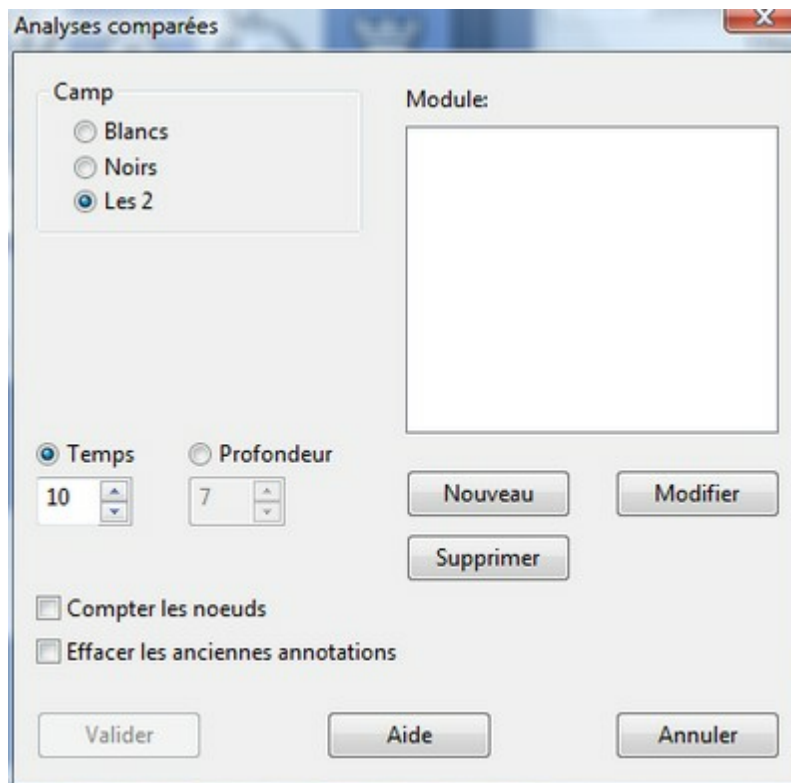 Analyses comparées
Camp
Blancs
Noirs
Les 2
Module:
Temps
Profondeur
10
7
Nouveau
Modifier
Supprimer
Compter les noeuds
Effacer les anciennes annotations
Valider
Aide
Annuler